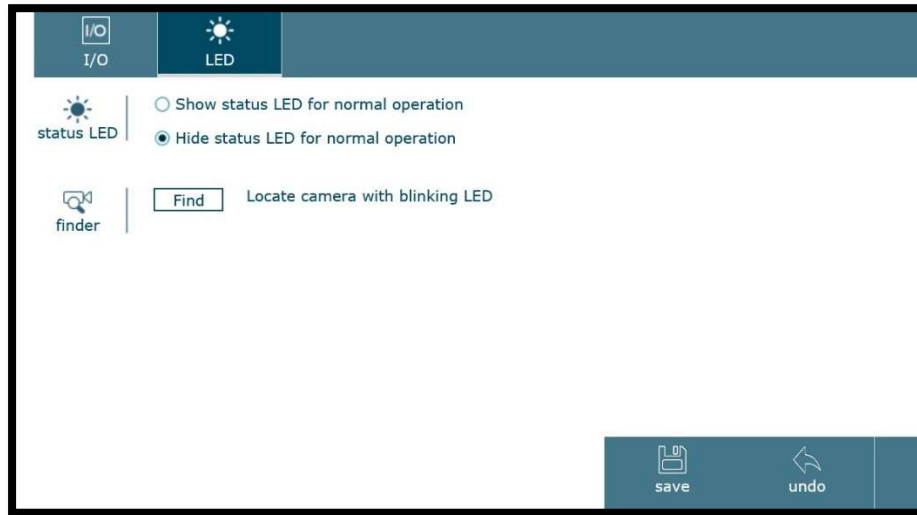 I/O
I/O
LED
status LED
Show status LED for normal operation
Hide status LED for normal operation
finder
Find
Locate camera with blinking LED
save
undo